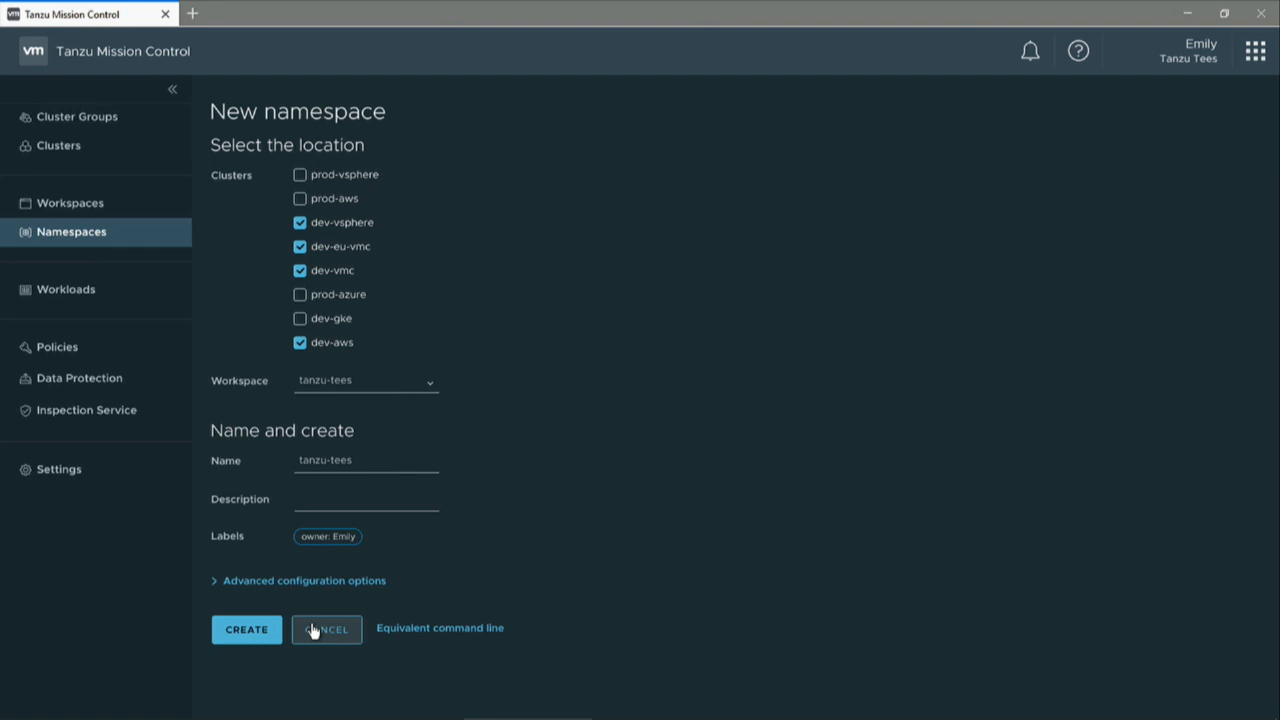 vm Tanzu Mission Control
vm Tanzu Mission Control
Emily
Tanzu Tees
Cluster Groups
Clusters
Workspaces
Namespaces
Workloads
Policies
Data Protection
Inspection Service
Settings
New namespace
Select the location
Clusters
prod-vsphere
prod-aws
dev-vsphere
dev-eu-vmc
dev-vmc
prod-azure
dev-gke
dev-aws
Workspace tanzu-tees
Name and create
Name tanzu-tees
Description
Labels owner: Emily
Advanced configuration options
CREATE CANCEL Equivalent command line